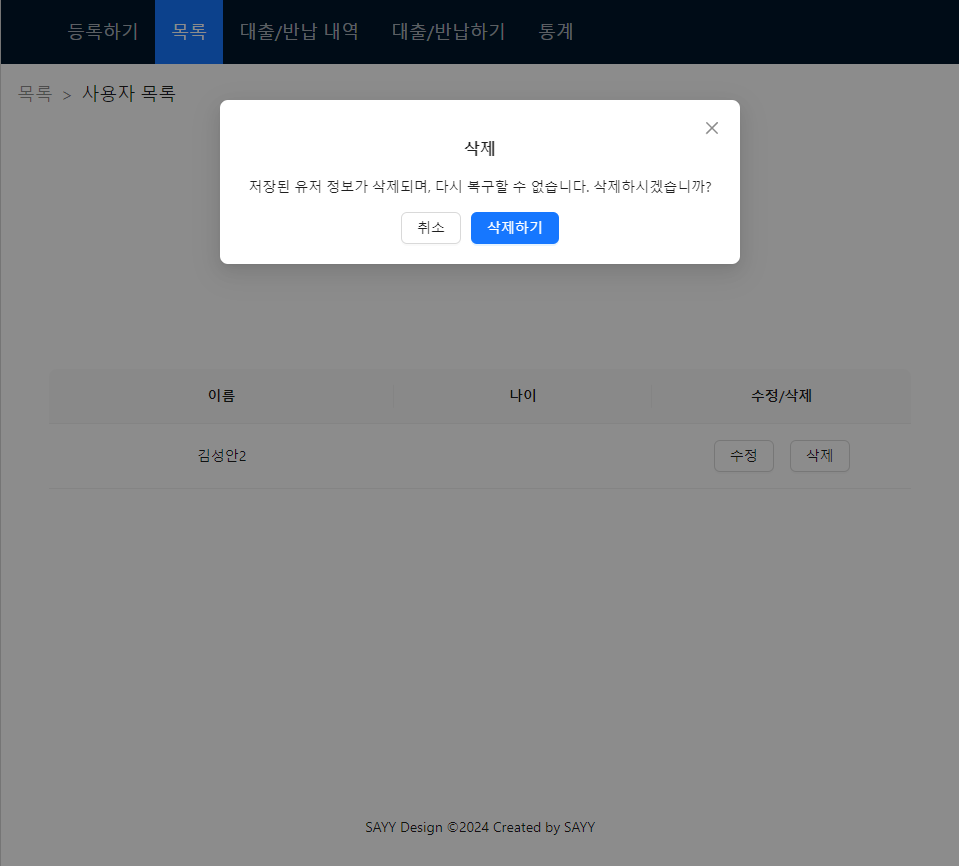 등록하기 목록 대출/반납 내역 대출/반납하기 통계
목록 > 사용자 목록
삭제
저장된 유저 정보가 삭제되며, 다시 복구할 수 없습니다. 삭제하시겠습니까?
취소 삭제하기
이름 나이 수정/삭제
김성안2 수정 삭제
SAYY Design ©2024 Created by SAYY